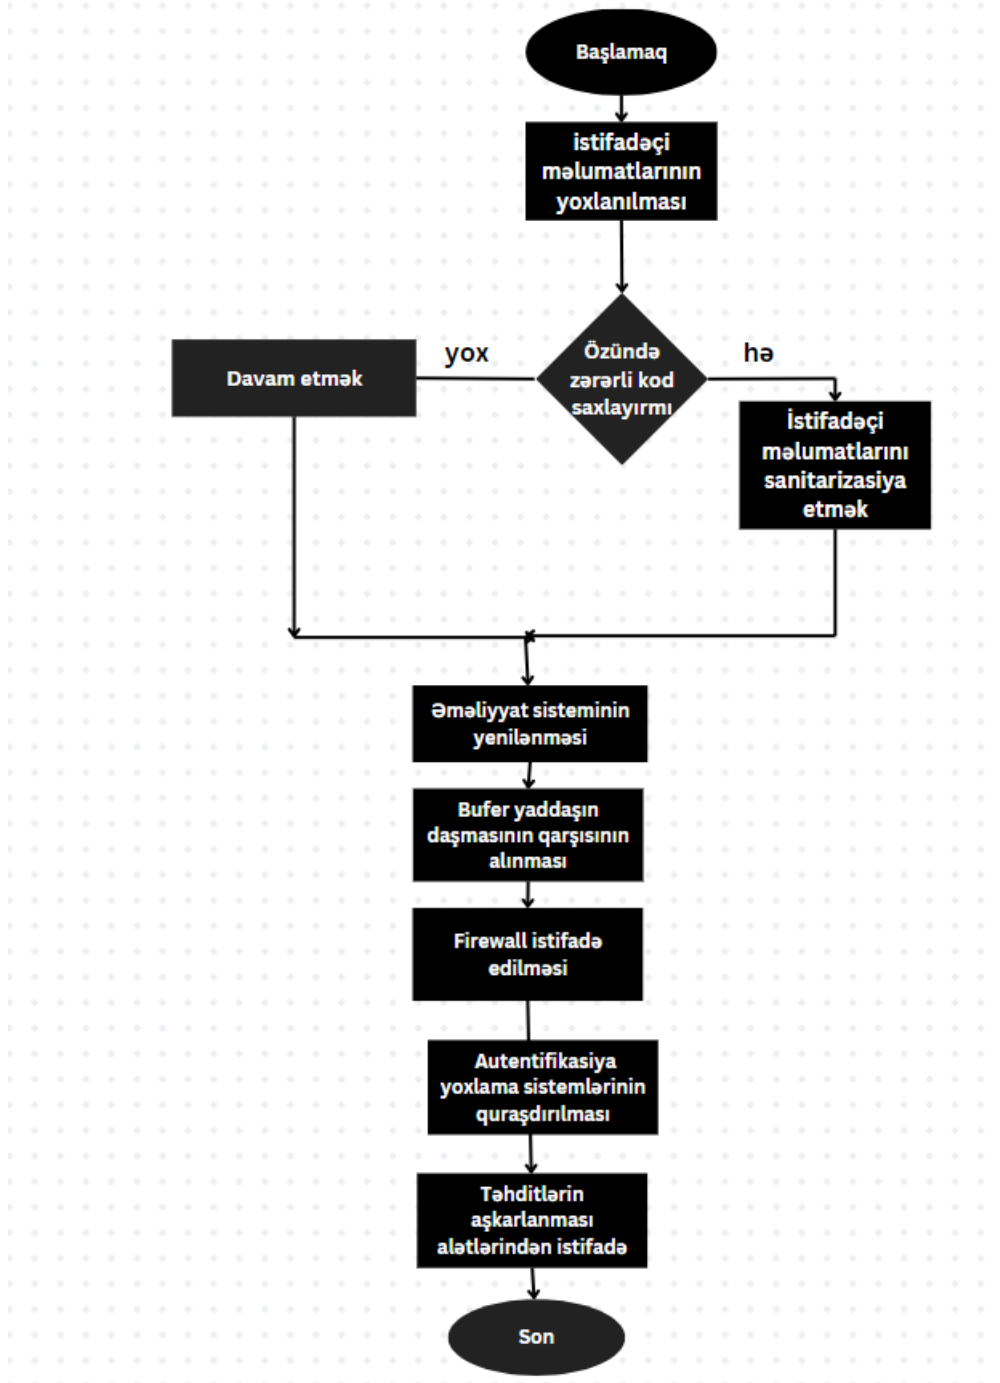 Başlamaq
istifadəçi
məlumatlarının
yoxlanılması
yox
hə
Davam etmək
Özündə
zərərli kod
saxlayırmı
İstifadəçi
məlumatlarını
sanitarizasiya
etmək
Əməliyyat sisteminin
yenilənməsi
Bufer yaddaşın
daşmasının qarşısının
alınması
Firewall istifadə
edilməsi
Autentifikasiya
yoxlama sistemlərinin
quraşdırılması
Təhditlərin
aşkarlanması
alətlərindən istifadə
Son